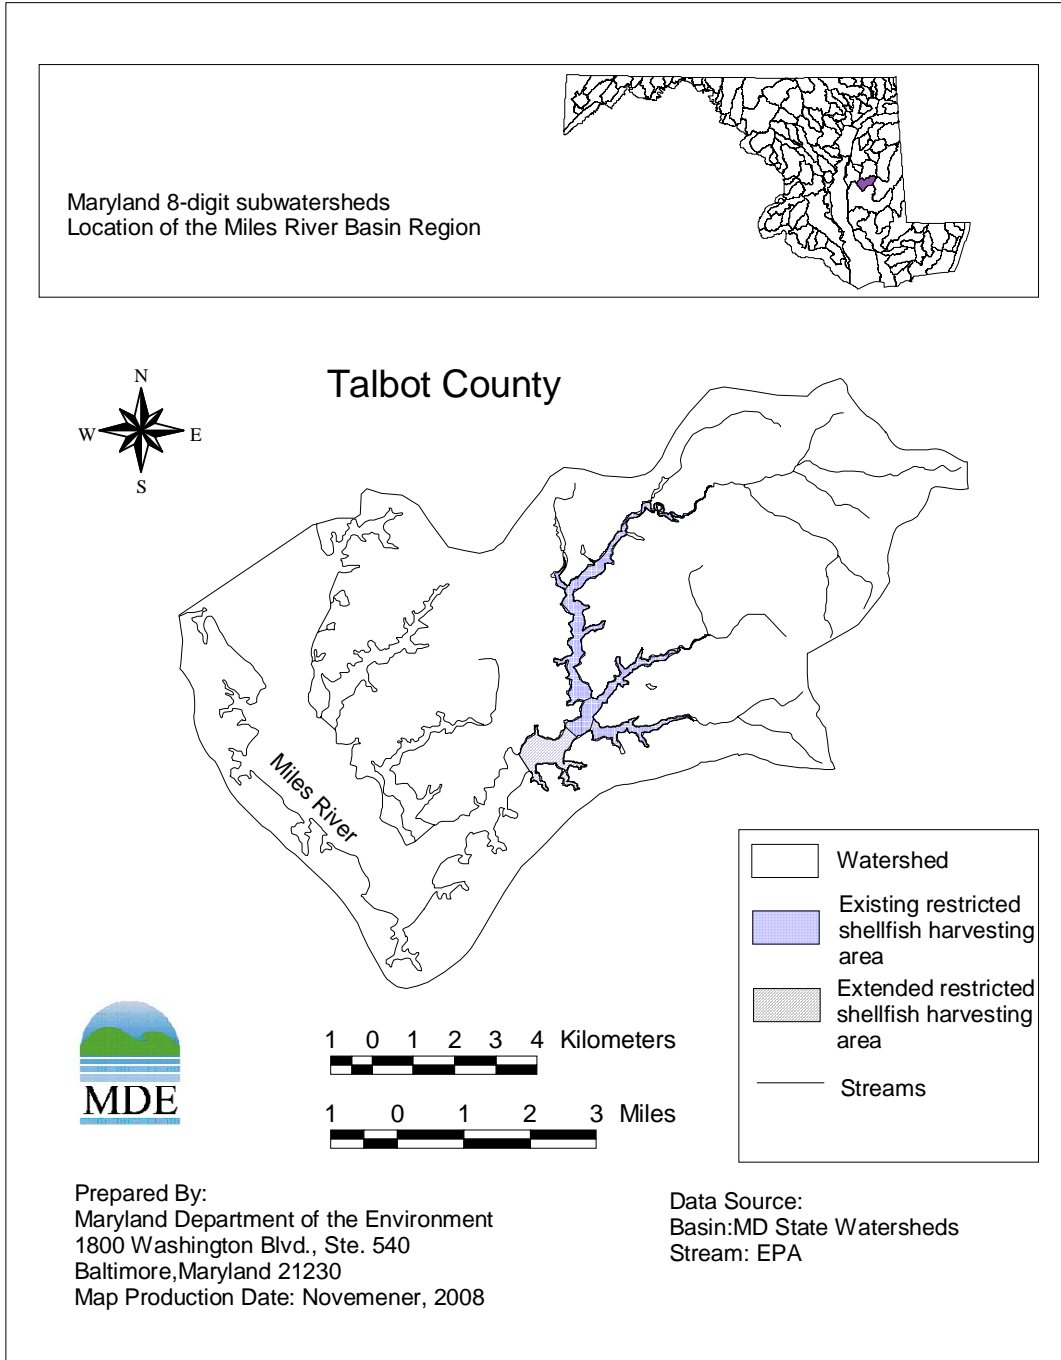 Maryland 8-digit subwatersheds
Location of the Miles River Basin Region
Talbot County
N
W
E
S
Miles River
Watershed
Existing restricted
shellfish harvesting
area
Extended restricted
shellfish harvesting
area
Streams
MDE
1 0 1 2 3 4 Kilometers
1 0 1 2 3 Miles
Prepared By:
Maryland Department of the Environment
1800 Washington Blvd., Ste. 540
Baltimore,Maryland 21230
Map Production Date: Novemener, 2008
Data Source:
Basin:MD State Watersheds
Stream: EPA